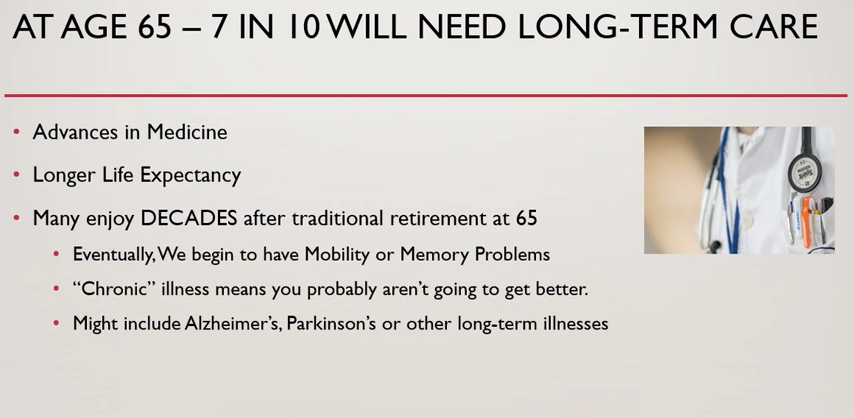 AT AGE 65 – 7 IN 10 WILL NEED LONG-TERM CARE
• Advances in Medicine
• Longer Life Expectancy
• Many enjoy DECADES after traditional retirement at 65
• Eventually, We begin to have Mobility or Memory Problems
• “Chronic” illness means you probably aren’t going to get better.
• Might include Alzheimer’s, Parkinson’s or other long-term illnesses